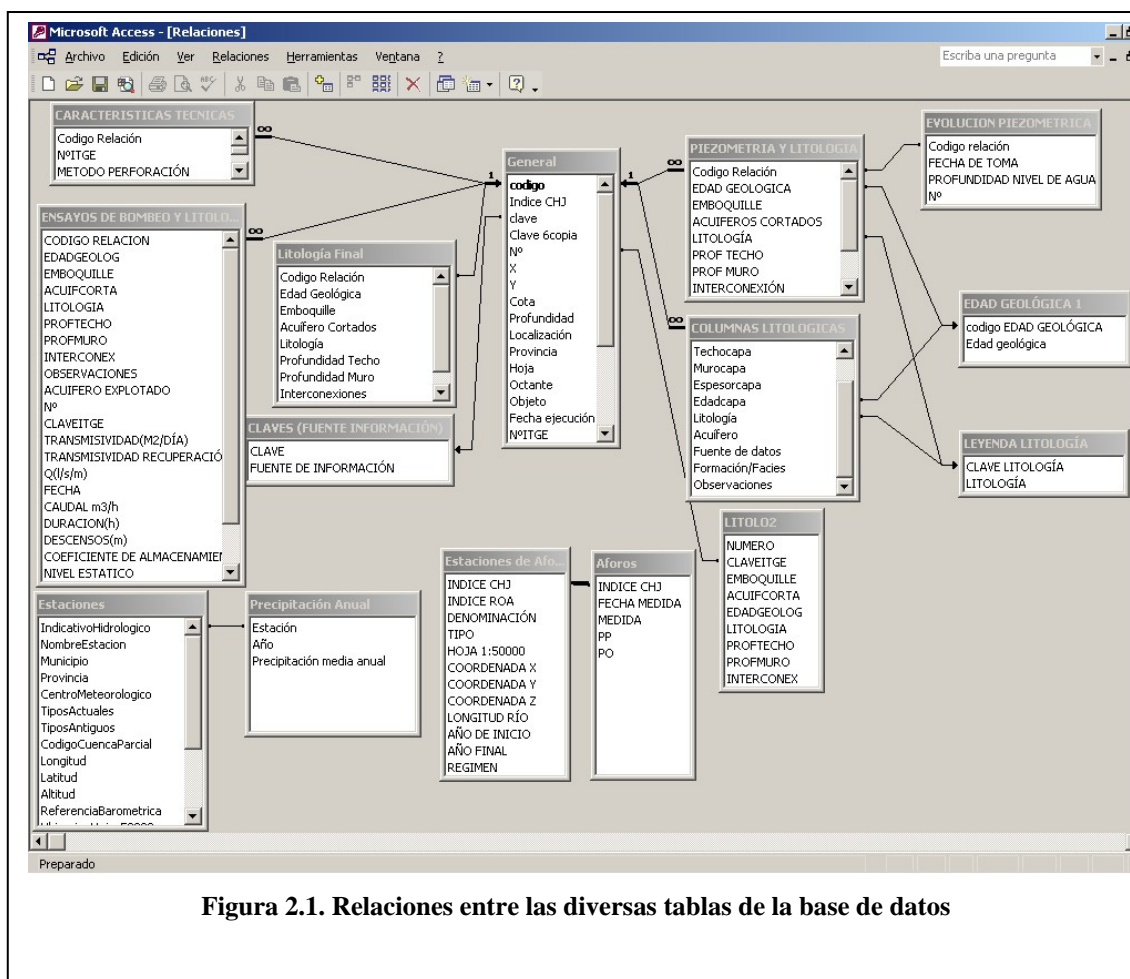 Microsoft Access - [Relaciones]
Archivo Edición Ver Relaciones Herramientas Ventana ?
Escriba una pregunta
CARACTERISTICAS TECNICAS
Codigo Relación
NºITGE
METODO PERFORACIÓN
∞
ENSAYOS DE BOMBEO Y LITOLO...
CODIGO RELACION
EDADGEOLOG
EMBOQUILLE
ACUIFCORTA
LITOLOGIA
PROFTECHO
PROFMURO
INTERCONEX
OBSERVACIONES
ACUIFERO EXPLOTADO
Nº
CLAVEITGE
TRANSMISIVIDAD(M2/DÍA)
TRANSMISIVIDAD RECUPERACIÓ
Q(l/s/m)
FECHA
CAUDAL m3/h
DURACION(h)
DESCENSOS(m)
COEFICIENTE DE ALMACENAMIEN
NIVEL ESTATICO
∞
Litología Final
Codigo Relación
Edad Geológica
Emboquille
Acuífero Cortados
Litología
Profundidad Techo
Profundidad Muro
Interconexiones
CLAVES (FUENTE INFORMACIÓN)
CLAVE
FUENTE DE INFORMACIÓN
1
General
codigo
Indice CHJ
clave
Clave 6copia
Nº
X
Y
Cota
Profundidad
Localización
Provincia
Hoja
Octante
Objeto
Fecha ejecución
NºITGE
1
∞
PIEZOMETRIA Y LITOLOGIA
Codigo Relación
EDAD GEOLOGICA
EMBOQUILLE
ACUIFEROS CORTADOS
LITOLOGÍA
PROF TECHO
PROF MURO
INTERCONEXIÓN
EVOLUCION PIEZOMETRICA
Codigo relación
FECHA DE TOMA
PROFUNDIDAD NIVEL DE AGUA
Nº
∞
COLUMNAS LITOLOGICAS
Techocapa
Murocapa
Espesorcapa
Edadcapa
Litología
Acuífero
Fuente de datos
Formación/Facies
Observaciones
EDAD GEOLÓGICA 1
codigo EDAD GEOLÓGICA
Edad geológica
LEYENDA LITOLOGÍA
CLAVE LITOLOGÍA
LITOLOGÍA
LITOLO2
NUMERO
CLAVEITGE
EMBOQUILLE
ACUIFCORTA
EDADGEOLOG
LITOLOGIA
PROFTECHO
PROFMURO
INTERCONEX
Estaciones
IndicativoHidrologico
NombreEstacion
Municipio
Provincia
CentroMeteorologico
TiposActuales
TiposAntiguos
CodigoCuencaParcial
Longitud
Latitud
Altitud
ReferenciaBarometrica
Precipitación Anual
Estación
Año
Precipitación media anual
Estaciones de Afo...
INDICE CHJ
INDICE ROA
DENOMINACIÓN
TIPO
HOJA 1:50000
COORDENADA X
COORDENADA Y
COORDENADA Z
LONGITUD RÍO
AÑO DE INICIO
AÑO FINAL
REGIMEN
Aforos
INDICE CHJ
FECHA MEDIDA
MEDIDA
PP
PO
Preparado
Figura 2.1. Relaciones entre las diversas tablas de la base de datos